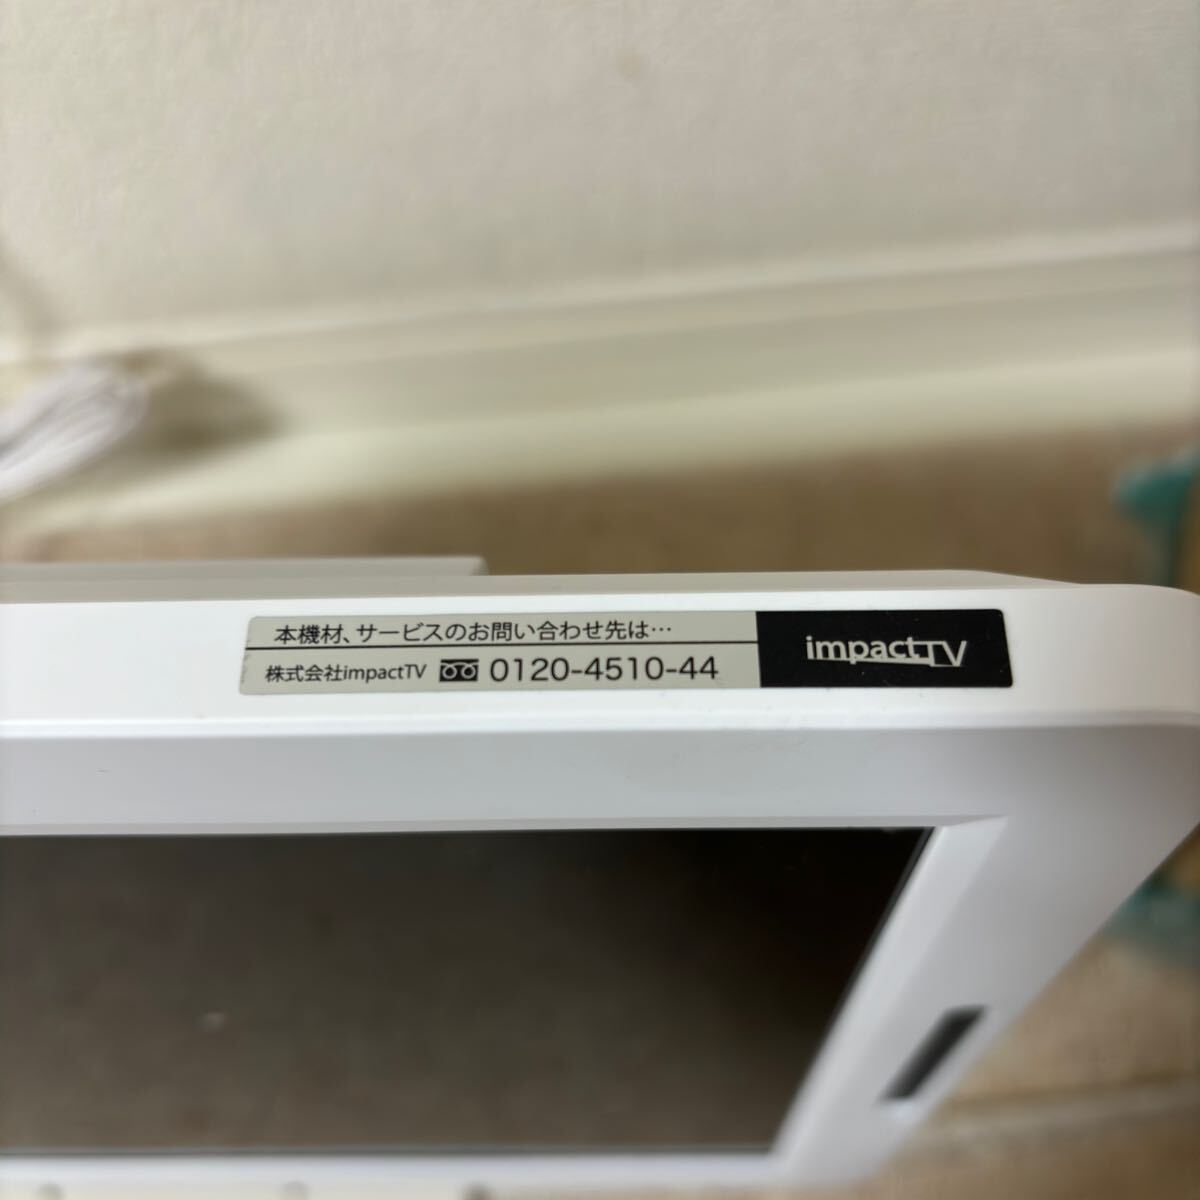 本機材、サービスのお問い合わせ先は…
株式会社impactTV 0120-4510-44
impactTV